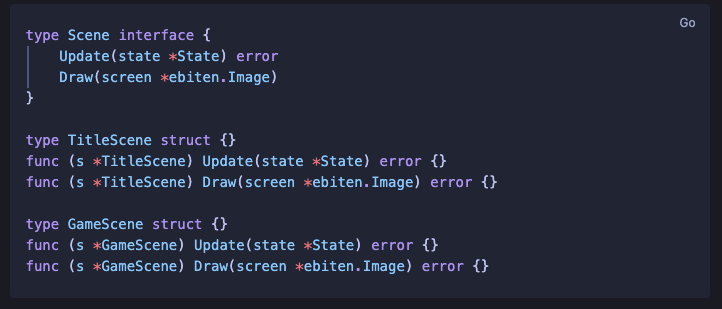 Go
type Scene interface {
    Update(state *State) error
    Draw(screen *ebiten.Image)
}

type TitleScene struct {}
func (s *TitleScene) Update(state *State) error {}
func (s *TitleScene) Draw(screen *ebiten.Image) error {}

type GameScene struct {}
func (s *GameScene) Update(state *State) error {}
func (s *GameScene) Draw(screen *ebiten.Image) error {}